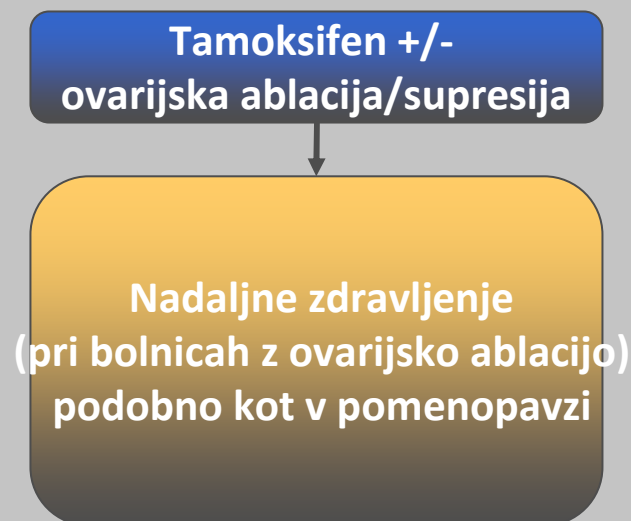 Tamoksifen +/-
ovarijska ablacija/supresija
Nadaljne zdravljenje
(pri bolnicah z ovarijsko ablacijo)
podobno kot v pomenopavzi